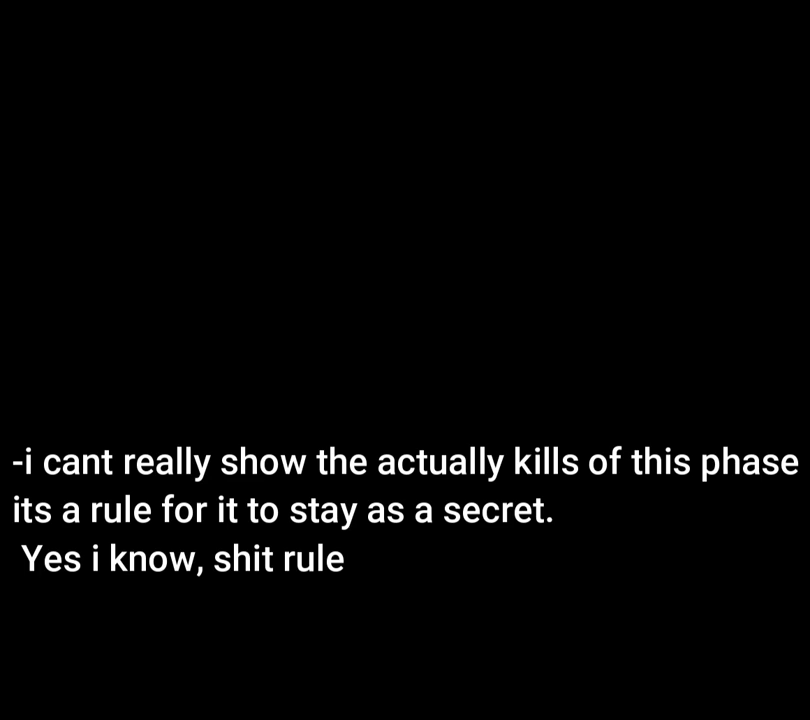 -i cant really show the actually kills of this phase
its a rule for it to stay as a secret.
Yes i know, shit rule